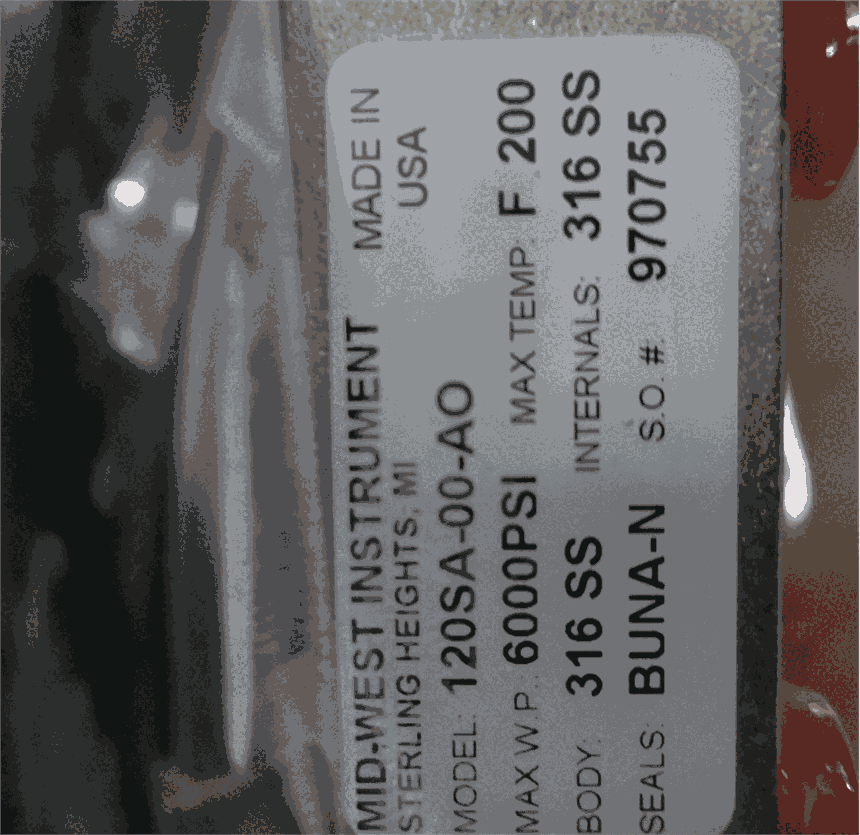 MID-WEST INSTRUMENT MADE IN
STERLING HEIGHTS, MI USA
MODEL: 120SA-00-AO
MAX W.P.: 6000PSI MAX TEMP: F 200
BODY: 316 SS INTERNALS: 316 SS
SEALS: BUNA-N S.O. #: 970755